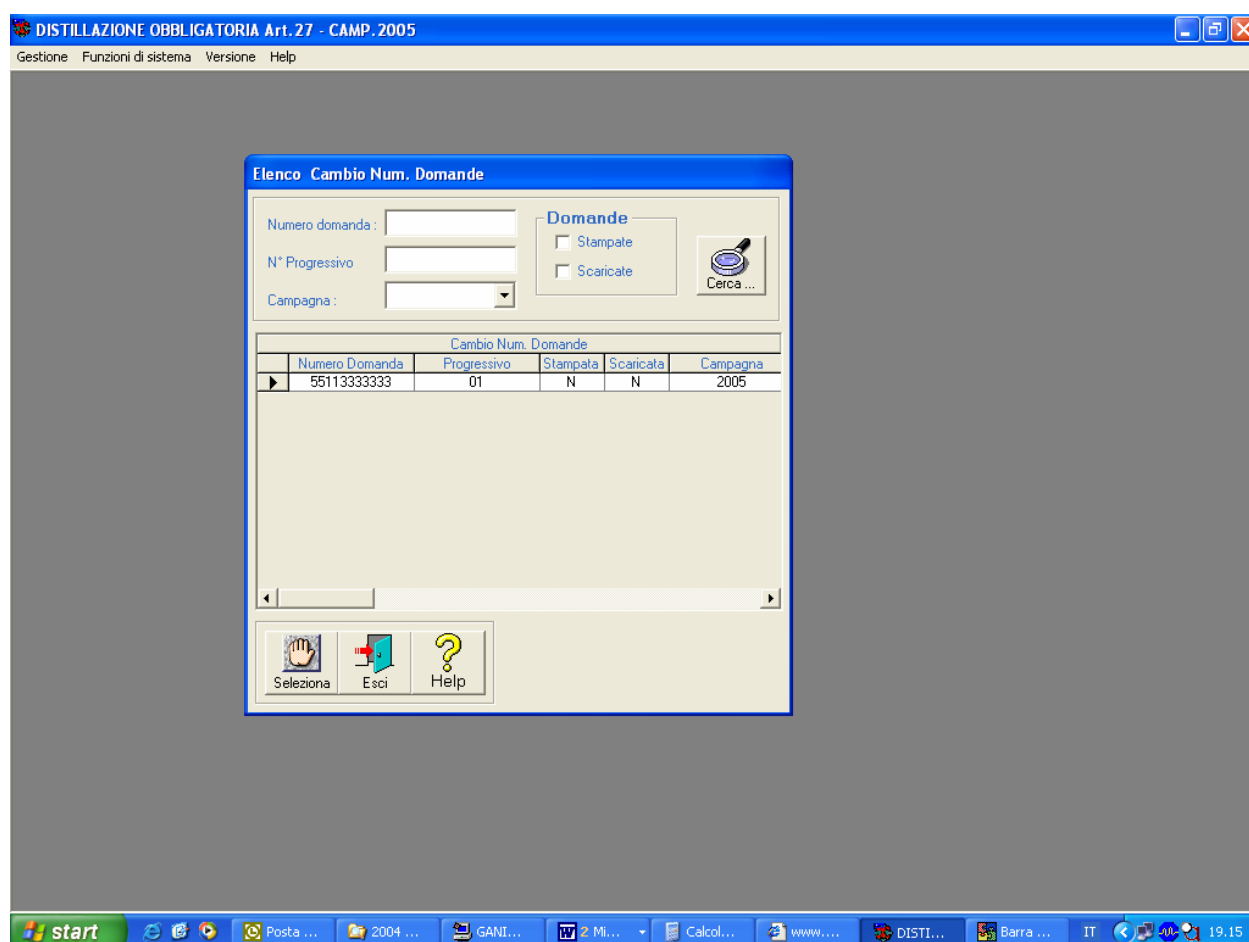 DISTILLAZIONE OBBLIGATORIA Art.27 - CAMP.2005
Gestione Funzioni di sistema Versione Help
Elenco Cambio Num. Domande
Numero domanda :
N° Progressivo
Campagna :
Domande
Stampate
Scaricate
Cerca ...
Cambio Num. Domande
Numero Domanda Progressivo Stampata Scaricata Campagna
55113333333 01 N N 2005
Seleziona Esci Help
start Posta ... 2004 ... GANI... 2 Mi... Calcol... www.... DISTI... Barra ... IT 19.15